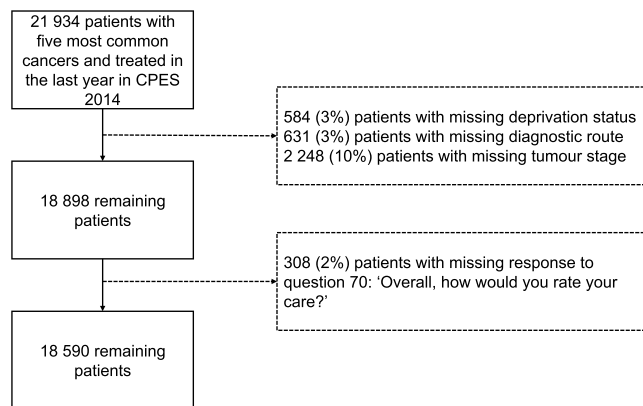 21 934 patients with
five most common
cancers and treated in
the last year in CPES
2014
584 (3%) patients with missing deprivation status
631 (3%) patients with missing diagnostic route
2 248 (10%) patients with missing tumour stage
18 898 remaining
patients
308 (2%) patients with missing response to
question 70: ‘Overall, how would you rate your
care?’
18 590 remaining
patients